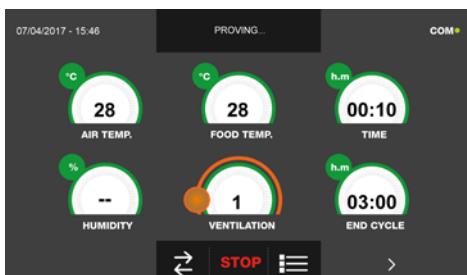 07/04/2017 - 15:46 PROVING... COM
°C °C h.m
28 28 00:10
AIR TEMP. FOOD TEMP. TIME
% h.m
-- 1 03:00
HUMIDITY VENTILATION END CYCLE
STOP